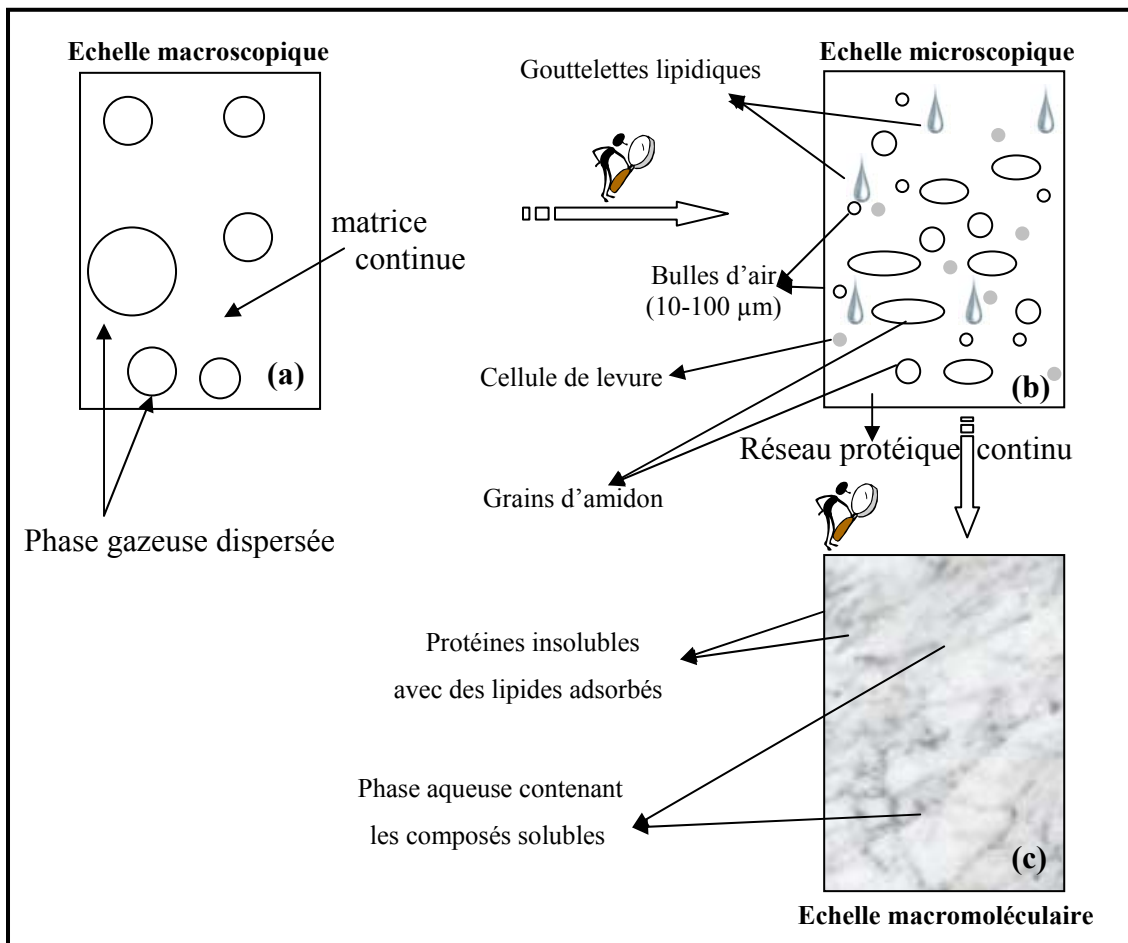 Echelle macroscopique
matrice
continue
(a)
Phase gazeuse dispersée
Echelle microscopique
Gouttelettes lipidiques
Bulles d’air
(10-100 µm)
Cellule de levure
(b)
Réseau protéique continu
Grains d’amidon
Protéines insolubles
avec des lipides adsorbés
Phase aqueuse contenant
les composés solubles
(c)
Echelle macromoléculaire